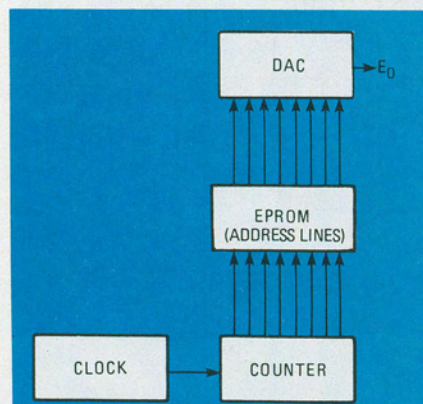 DAC
E0
EPROM
(ADDRESS LINES)
CLOCK
COUNTER